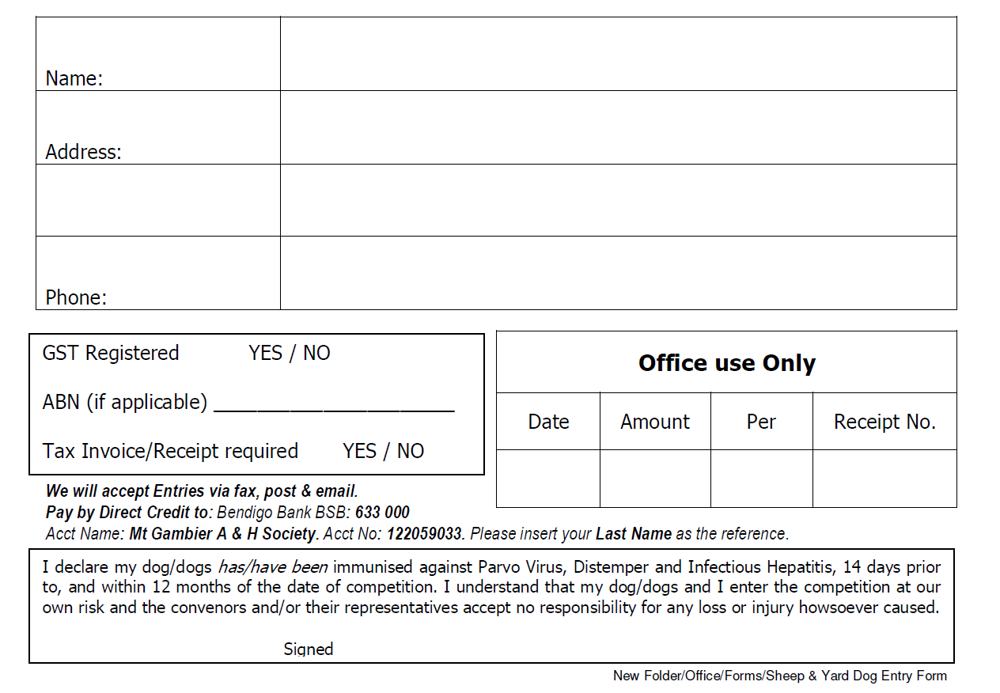 Name:
Address:
Phone:
GST Registered YES / NO
ABN (if applicable) ______________________
Tax Invoice/Receipt required YES / NO
Office use Only
Date Amount Per Receipt No.
We will accept Entries via fax, post & email.
Pay by Direct Credit to: Bendigo Bank BSB: 633 000
Acct Name: Mt Gambier A & H Society. Acct No: 122059033. Please insert your Last Name as the reference.
I declare my dog/dogs has/have been immunised against Parvo Virus, Distemper and Infectious Hepatitis, 14 days prior
to, and within 12 months of the date of competition. I understand that my dog/dogs and I enter the competition at our
own risk and the convenors and/or their representatives accept no responsibility for any loss or injury howsoever caused.
Signed
New Folder/Office/Forms/Sheep & Yard Dog Entry Form